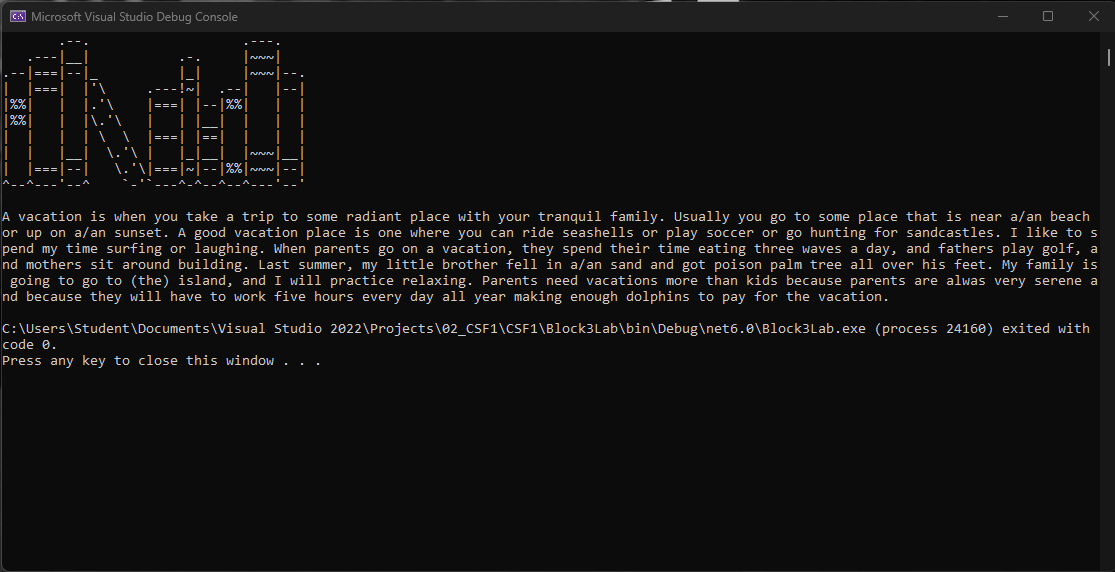 Microsoft Visual Studio Debug Console
       .--.                   .---.
   .---|__|           .-.     |~~~|
.--|===|--|_          |_|     |~~~|--.
|  |===|  |'\     .---!~|  .--|   |--|
|%%|   |  |.'\    |===| |--|%%|   |  |
|%%|   |  |\.'\   |   | |__|  |   |  |
|  |   |  | \  \  |===| |==|  |   |  |
|  |   |__|  \.'\ |   |_|__|  |~~~|__|
|  |===|--|   \.'\|===|~|--|%%|~~~|--|
^--^---'--^    `-'`---^-^--^--^---'--'
A vacation is when you take a trip to some radiant place with your tranquil family. Usually you go to some place that is near a/an beach
or up on a/an sunset. A good vacation place is one where you can ride seashells or play soccer or go hunting for sandcastles. I like to s
pend my time surfing or laughing. When parents go on a vacation, they spend their time eating three waves a day, and fathers play golf, a
nd mothers sit around building. Last summer, my little brother fell in a/an sand and got poison palm tree all over his feet. My family is
 going to go to (the) island, and I will practice relaxing. Parents need vacations more than kids because parents are alwas very serene a
nd because they will have to work five hours every day all year making enough dolphins to pay for the vacation.
C:\Users\Student\Documents\Visual Studio 2022\Projects\02_CSF1\CSF1\Block3Lab\bin\Debug\net6.0\Block3Lab.exe (process 24160) exited with
code 0.
Press any key to close this window . . .